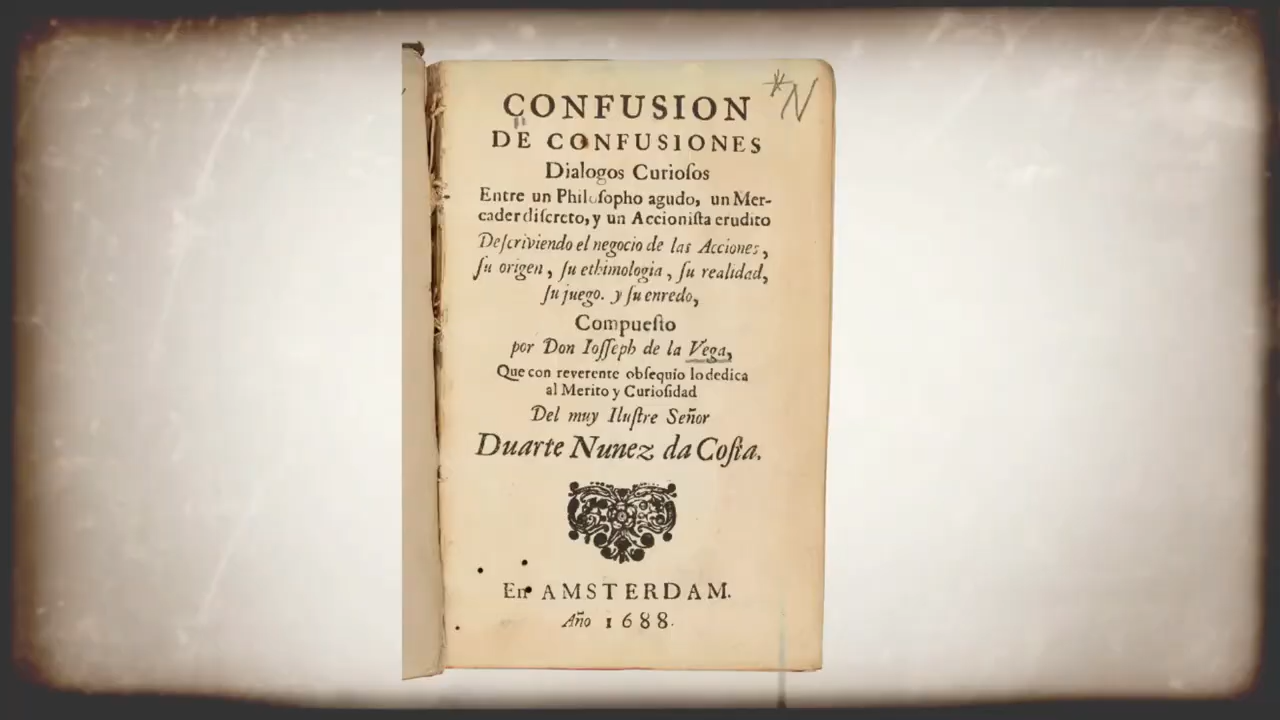 *N
CONFUSION
DE CONFUSIONES
Dialogos Curioſos
Entre un Philoſopho agudo, un Mer-
cader diſcreto, y un Accioniſta erudito
Deſcriviendo el negocio de las Acciones,
ſu origen, ſu ethimologia, ſu realidad,
ſu juego. y ſu enredo,
Compueſto
por Don Ioſſeph de la Vega,
Que con reverente obſequio lo dedica
al Merito y Curioſidad
Del muy Iluſtre Señor
Duarte Nunez da Coſta.
En AMSTERDAM.
Año 1688.